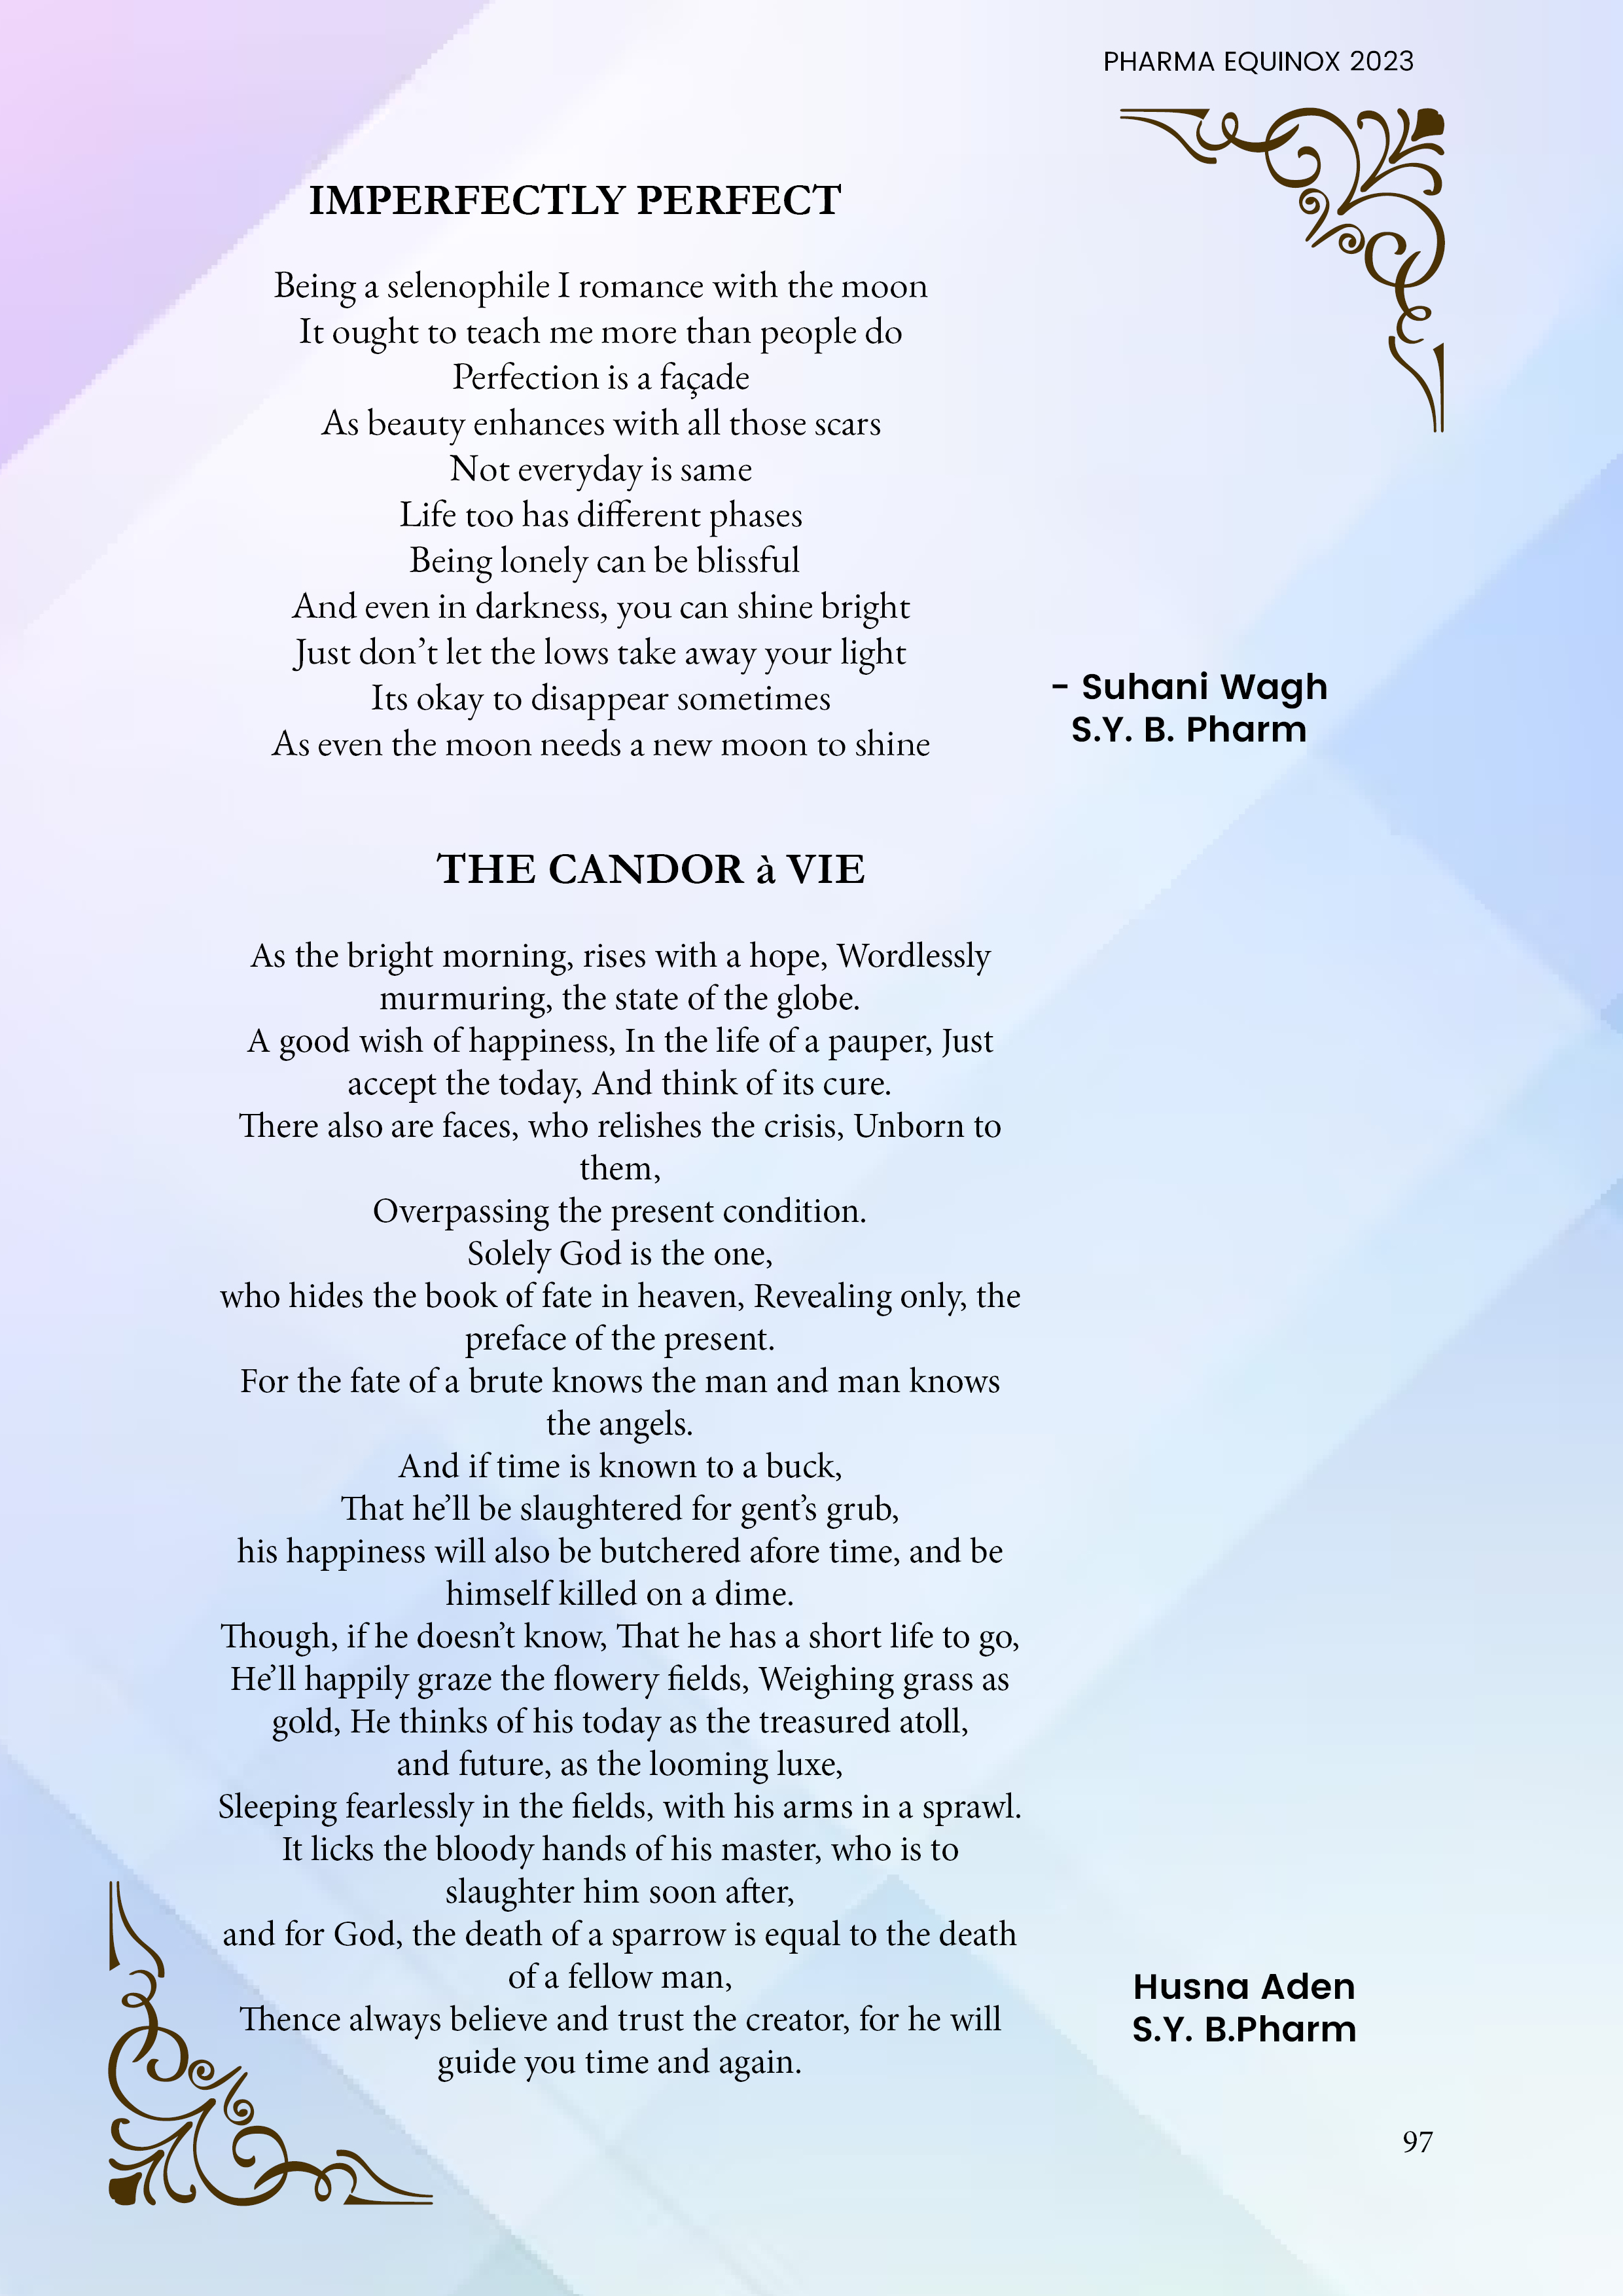 PHARMA EQUINOX 2023
IMPERFECTLY PERFECT
Being a selenophile I romance with the moon
It ought to teach me more than people do
Perfection is a façade
As beauty enhances with all those scars
Not everyday is same
Life too has different phases
Being lonely can be blissful
And even in darkness, you can shine bright
Just don’t let the lows take away your light
Its okay to disappear sometimes
As even the moon needs a new moon to shine
- Suhani Wagh
S.Y. B. Pharm
THE CANDOR à VIE
As the bright morning, rises with a hope, Wordlessly
murmuring, the state of the globe.
A good wish of happiness, In the life of a pauper, Just
accept the today, And think of its cure.
There also are faces, who relishes the crisis, Unborn to
them,
Overpassing the present condition.
Solely God is the one,
who hides the book of fate in heaven, Revealing only, the
preface of the present.
For the fate of a brute knows the man and man knows
the angels.
And if time is known to a buck,
That he’ll be slaughtered for gent’s grub,
his happiness will also be butchered afore time, and be
himself killed on a dime.
Though, if he doesn’t know, That he has a short life to go,
He’ll happily graze the flowery fields, Weighing grass as
gold, He thinks of his today as the treasured atoll,
and future, as the looming luxe,
Sleeping fearlessly in the fields, with his arms in a sprawl.
It licks the bloody hands of his master, who is to
slaughter him soon after,
and for God, the death of a sparrow is equal to the death
of a fellow man,
Thence always believe and trust the creator, for he will
guide you time and again.
Husna Aden
S.Y. B.Pharm
97